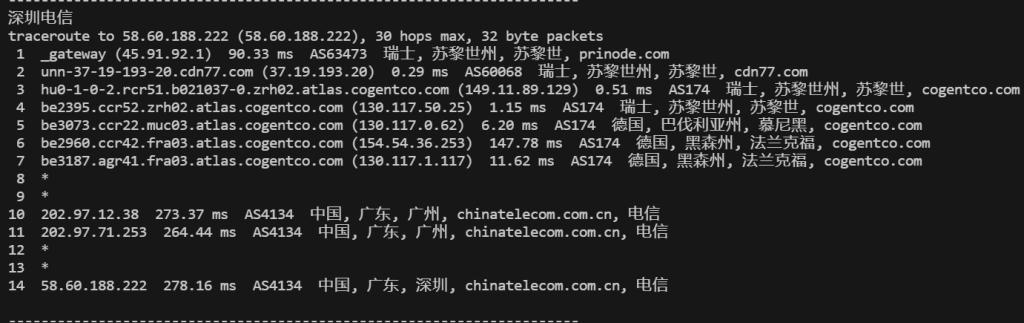 ----------------------------------------------------------------------
深圳电信
traceroute to 58.60.188.222 (58.60.188.222), 30 hops max, 32 byte packets
1  _gateway (45.91.92.1)  90.33 ms  AS63473  瑞士, 苏黎世州, 苏黎世, prinode.com
2  unn-37-19-193-20.cdn77.com (37.19.193.20)  0.29 ms  AS60068  瑞士, 苏黎世州, 苏黎世, cdn77.com
3  hu0-1-0-2.rcr51.b021037-0.zrh02.atlas.cogentco.com (149.11.89.129)  0.51 ms  AS174  瑞士, 苏黎世州, 苏黎世, cogentco.com
4  be2395.ccr52.zrh02.atlas.cogentco.com (130.117.50.25)  1.15 ms  AS174  瑞士, 苏黎世州, 苏黎世, cogentco.com
5  be3073.ccr22.muc03.atlas.cogentco.com (130.117.0.62)  6.20 ms  AS174  德国, 巴伐利亚州, 慕尼黑, cogentco.com
6  be2960.ccr42.fra03.atlas.cogentco.com (154.54.36.253)  147.78 ms  AS174  德国, 黑森州, 法兰克福, cogentco.com
7  be3187.agr41.fra03.atlas.cogentco.com (130.117.1.117)  11.62 ms  AS174  德国, 黑森州, 法兰克福, cogentco.com
8  *
9  *
10  202.97.12.38  273.37 ms  AS4134  中国, 广东, 广州, chinatelecom.com.cn, 电信
11  202.97.71.253  264.44 ms  AS4134  中国, 广东, 广州, chinatelecom.com.cn, 电信
12  *
13  *
14  58.60.188.222  278.16 ms  AS4134  中国, 广东, 深圳, chinatelecom.com.cn, 电信
----------------------------------------------------------------------